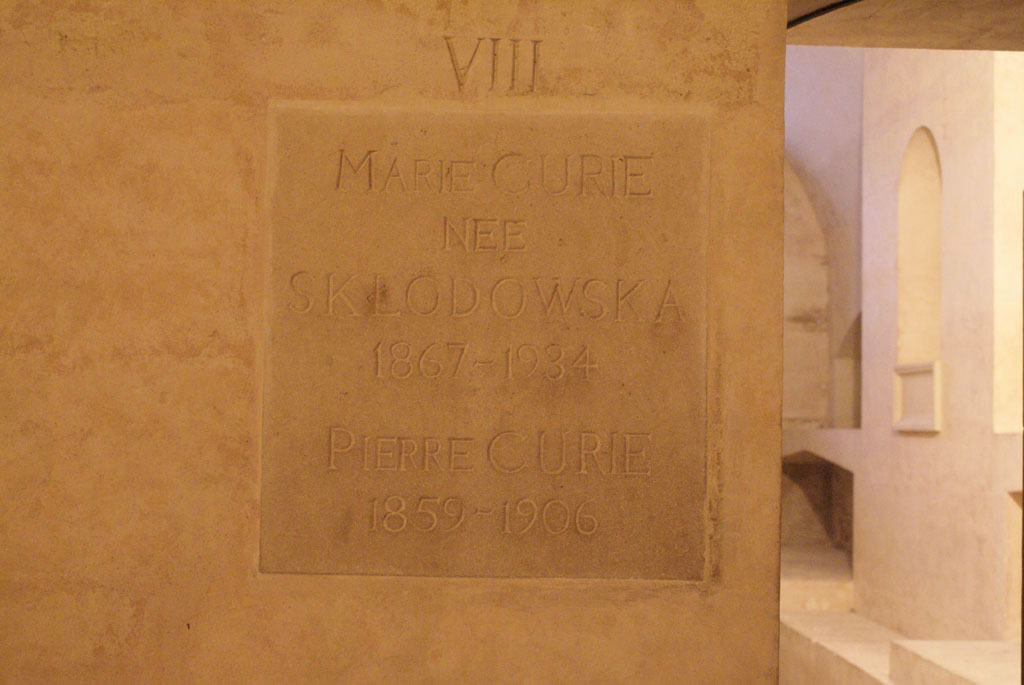 VIII
MARIE CURIE
NEE
SKŁODOWSKA
1867-1934
PIERRE CURIE
1859-1906